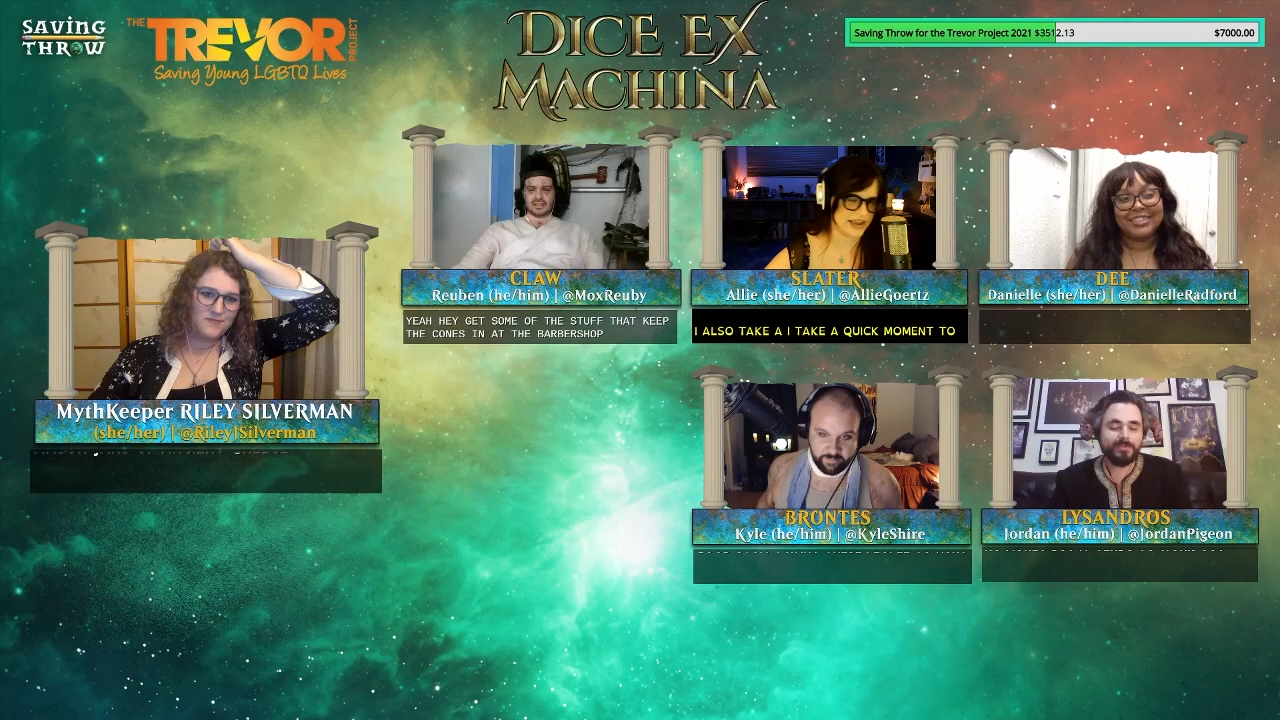 SAVING
THROW
THE TREVOR PROJECT
Saving Young LGBTQ Lives
DICE EX
MACHINA
Saving Throw for the Trevor Project 2021 $3512.13 $7000.00
CLAW
Reuben (he/him) | @MoxReuby
YEAH HEY GET SOME OF THE STUFF THAT KEEP
THE CONES IN AT THE BARBERSHOP
SLATER
Allie (she/her) | @AllieGoertz
I ALSO TAKE A I TAKE A QUICK MOMENT TO
DEE
Danielle (she/her) | @DanielleRadford
MythKeeper RILEY SILVERMAN
(she/her) | @RileyJSilverman
BRONTES
Kyle (he/him) | @KyleShire
LYSANDROS
Jordan (he/him) | @JordanPigeon